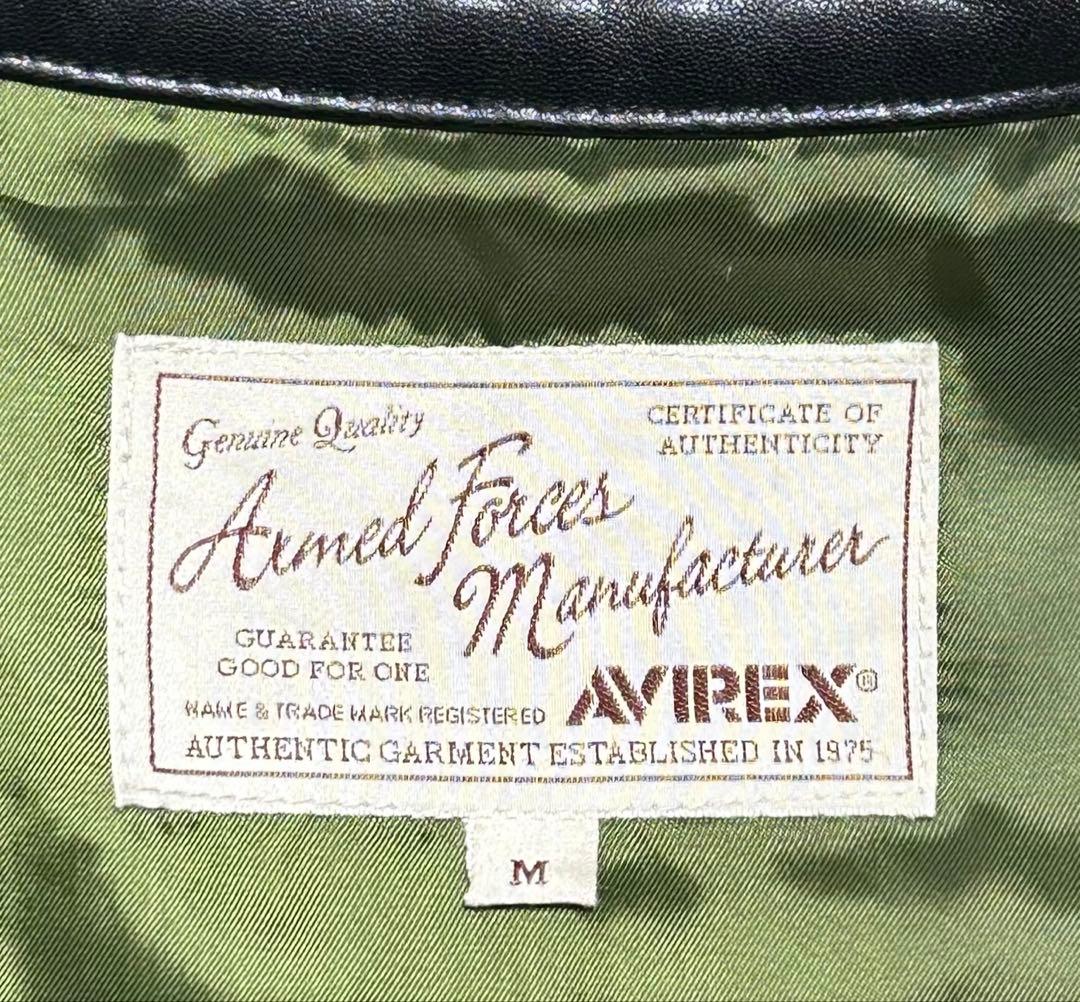 Genuine Quality
CERTIFICATE OF
AUTHENTICITY
Armed Forces
Manufacturer
GUARANTEE
GOOD FOR ONE
NAME & TRADE MARK REGISTERED
AVIREX®
AUTHENTIC GARMENT ESTABLISHED IN 1975
M